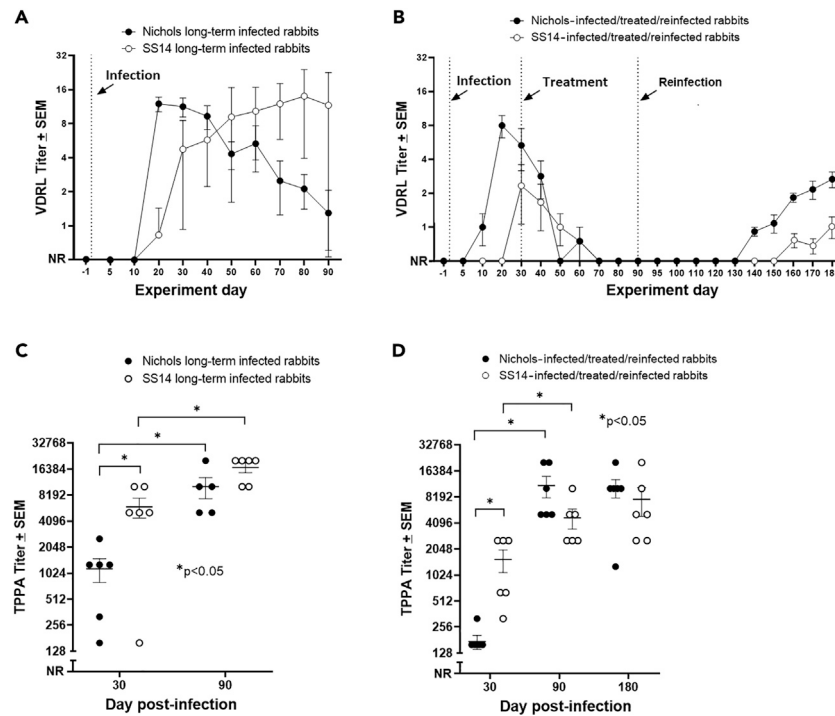 A
Nichols long-term infected rabbits
SS14 long-term infected rabbits
32
16
8
4
2
1
NR
VDRL Titer ± SEM
Infection
-1 5 10 20 30 40 50 60 70 80 90
Experiment day
B
Nichols-infected/treated/reinfected rabbits
SS14-infected/treated/reinfected rabbits
32
16
8
4
2
1
NR
VDRL Titer ± SEM
Infection
Treatment
Reinfection
-1 5 10 20 30 40 50 60 70 80 90 95 100 110 120 130 140 150 160 170 180
Experiment day
C
Nichols long-term infected rabbits
SS14 long-term infected rabbits
32768
16384
8192
4096
2048
1024
512
256
128
NR
TPPA Titer ± SEM
*
*
*
*p<0.05
30 90
Day post-infection
D
Nichols-infected/treated/reinfected rabbits
SS14-infected/treated/reinfected rabbits
32768
16384
8192
4096
2048
1024
512
256
128
NR
TPPA Titer ± SEM
*
*
*
*p<0.05
30 90 180
Day post-infection